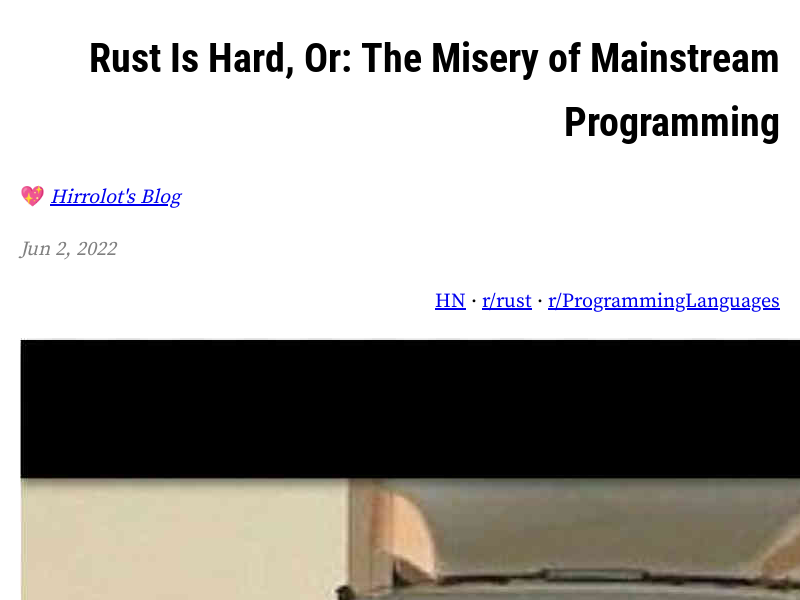 Rust Is Hard, Or: The Misery of Mainstream
Programming
💖 Hirrolot's Blog
Jun 2, 2022
HN · r/rust · r/ProgrammingLanguages